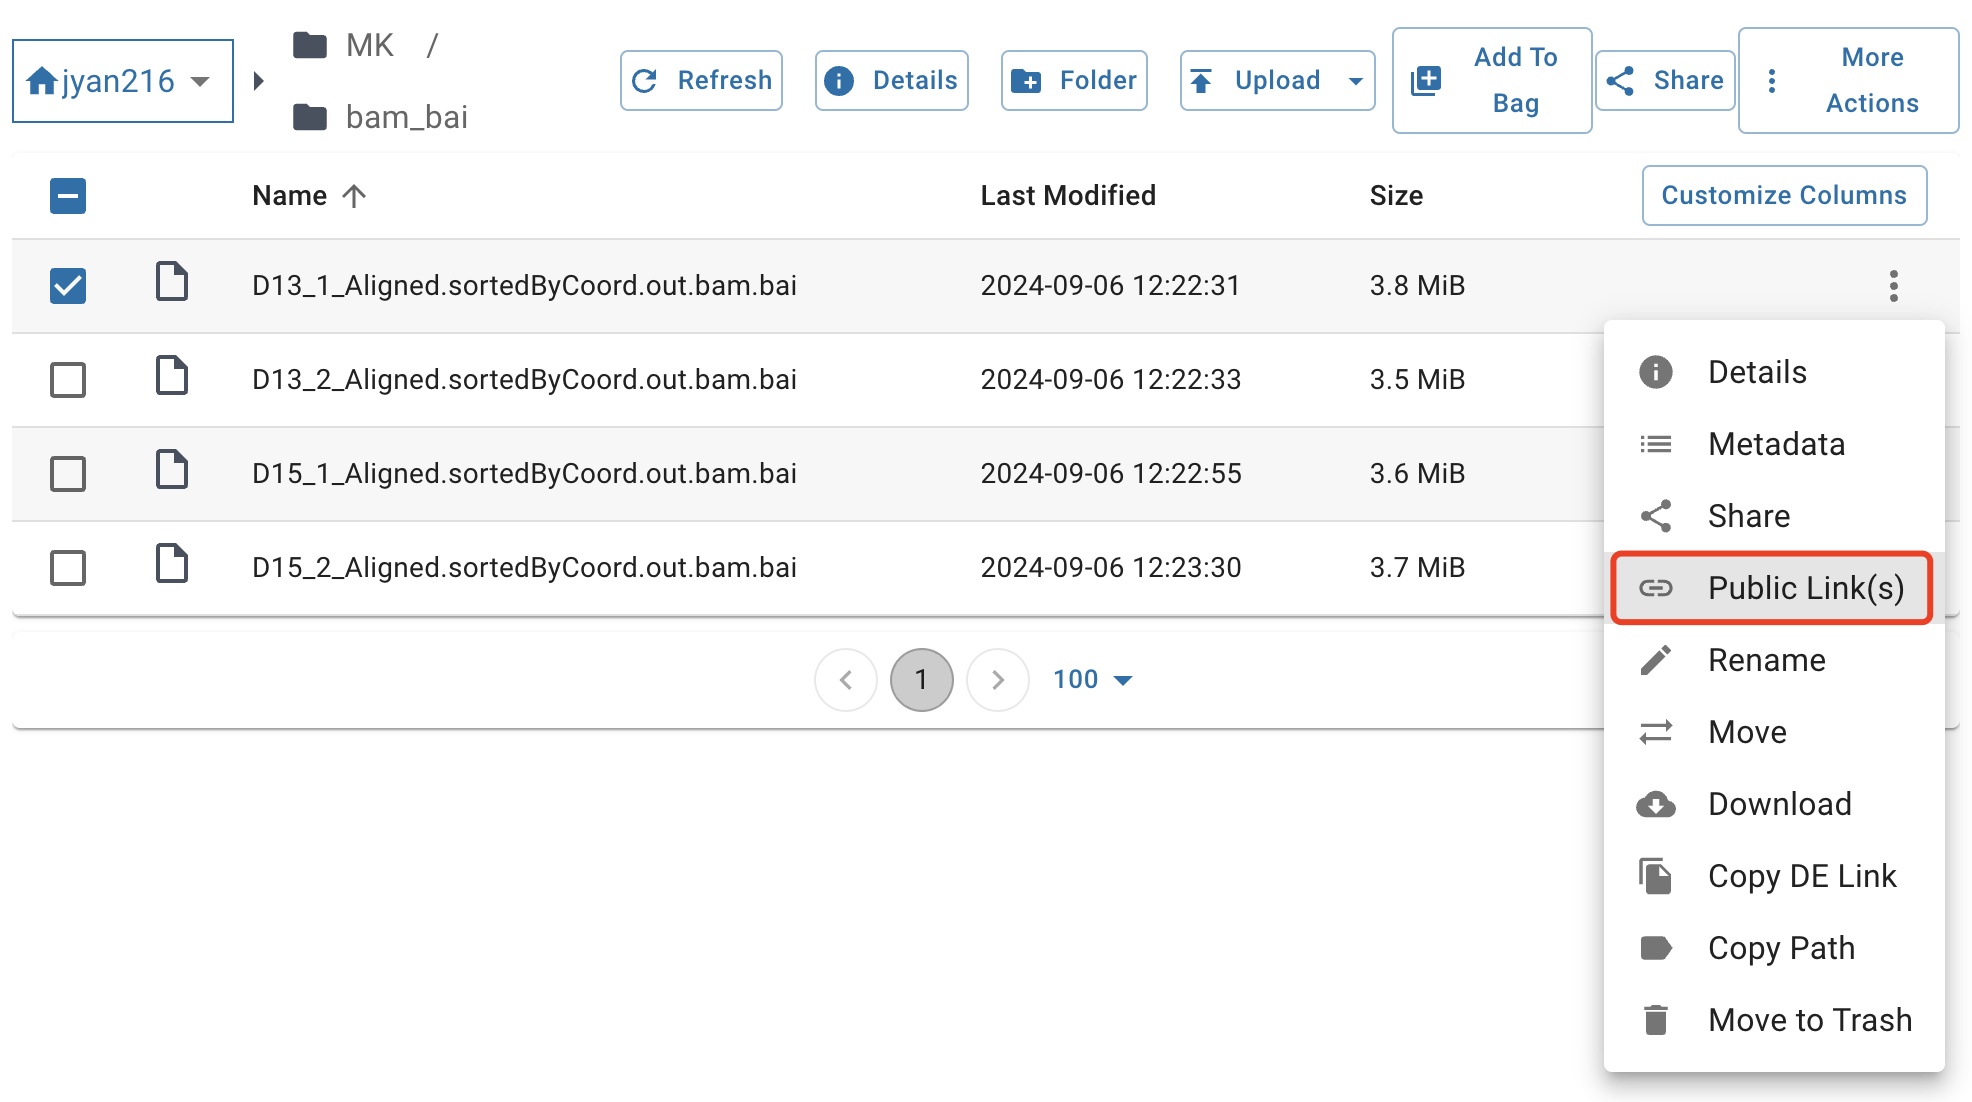 jyan216
MK /
bam_bai
Refresh
Details
Folder
Upload
Add To
Bag
Share
More
Actions
Name Last Modified Size Customize Columns
D13_1_Aligned.sortedByCoord.out.bam.bai 2024-09-06 12:22:31 3.8 MiB
D13_2_Aligned.sortedByCoord.out.bam.bai 2024-09-06 12:22:33 3.5 MiB
D15_1_Aligned.sortedByCoord.out.bam.bai 2024-09-06 12:22:55 3.6 MiB
D15_2_Aligned.sortedByCoord.out.bam.bai 2024-09-06 12:23:30 3.7 MiB
1 100
Details
Metadata
Share
Public Link(s)
Rename
Move
Download
Copy DE Link
Copy Path
Move to Trash